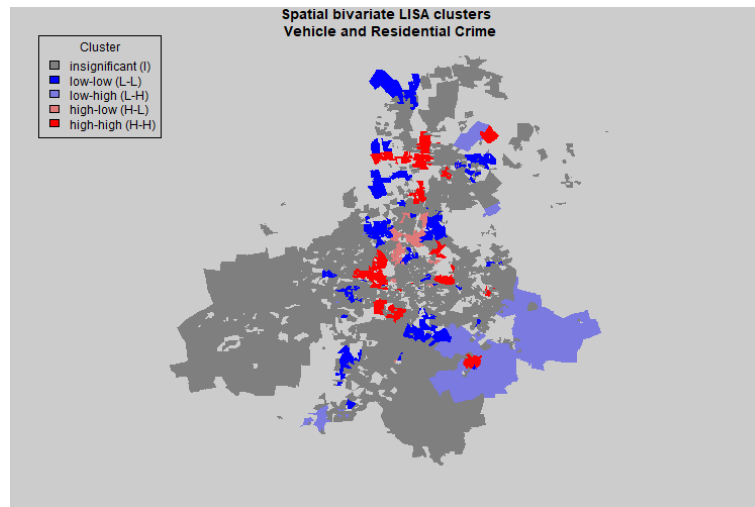 Spatial bivariate LISA clusters
Vehicle and Residential Crime
Cluster
insignificant (I)
low-low (L-L)
low-high (L-H)
high-low (H-L)
high-high (H-H)